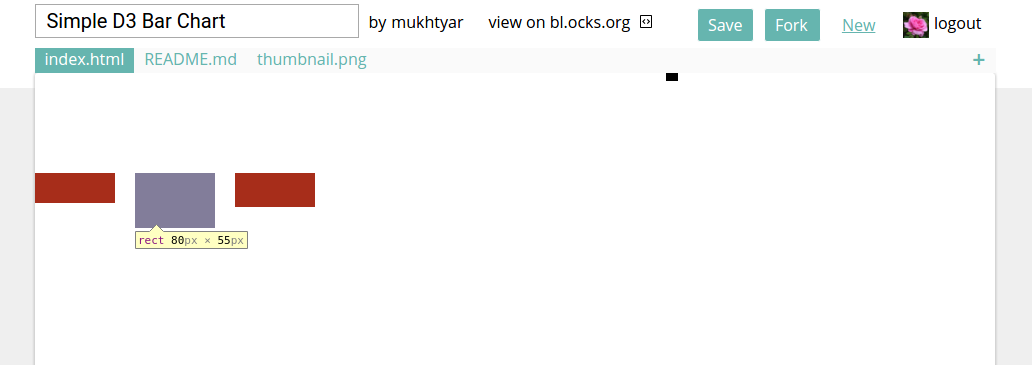 Simple D3 Bar Chart by mukhtyar view on bl.ocks.org Save Fork New logout
index.html README.md thumbnail.png +
rect 80px × 55px